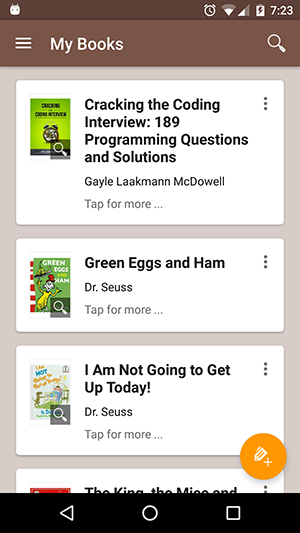 7:23
My Books
CRACKING
THE
CODING INTERVIEW
Cracking the Coding
Interview: 189
Programming Questions
and Solutions
Gayle Laakmann McDowell
Tap for more ...
GREEN
EGGS
AND
HAM
Green Eggs and Ham
Dr. Seuss
Tap for more ...
I Am
NOT
Going to
Get Up
Today!
I Am Not Going to Get
Up Today!
Dr. Seuss
Tap for more ...
The King, the Mice and